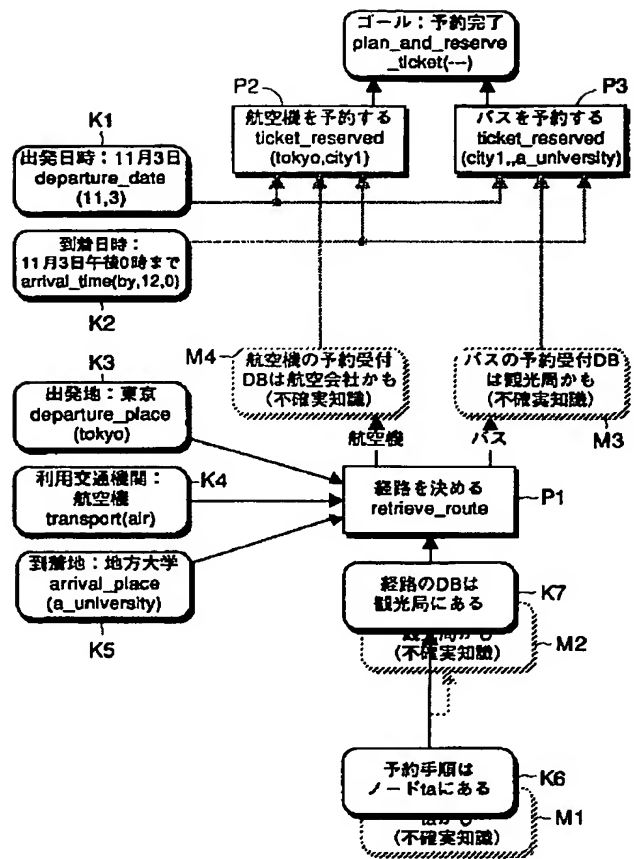 ゴール：予約完了
plan_and_reserve
_ticket(---)
P2
航空機を予約する
ticket_reserved
(tokyo,city1)
P3
バスを予約する
ticket_reserved
(city1,,a_university)
K1
出発日時：11月3日
departure_date
(11,3)
到着日時：
11月3日午後0時まで
arrival_time(by,12,0)
K2
M4
航空機の予約受付
DBは航空会社かも
(不確実知識)
バスの予約受付DB
は観光局かも
(不確実知識)
M3
K3
出発地：東京
departure_place
(tokyo)
航空機
バス
利用交通機関：
航空機
transport(air)
K4
経路を決める
retrieve_route
P1
到着地：地方大学
arrival_place
(a_university)
K5
経路のDBは
観光局にある
K7
(不確実知識)
M2
予約手順は
ノードtaにある
K6
(不確実知識)
M1